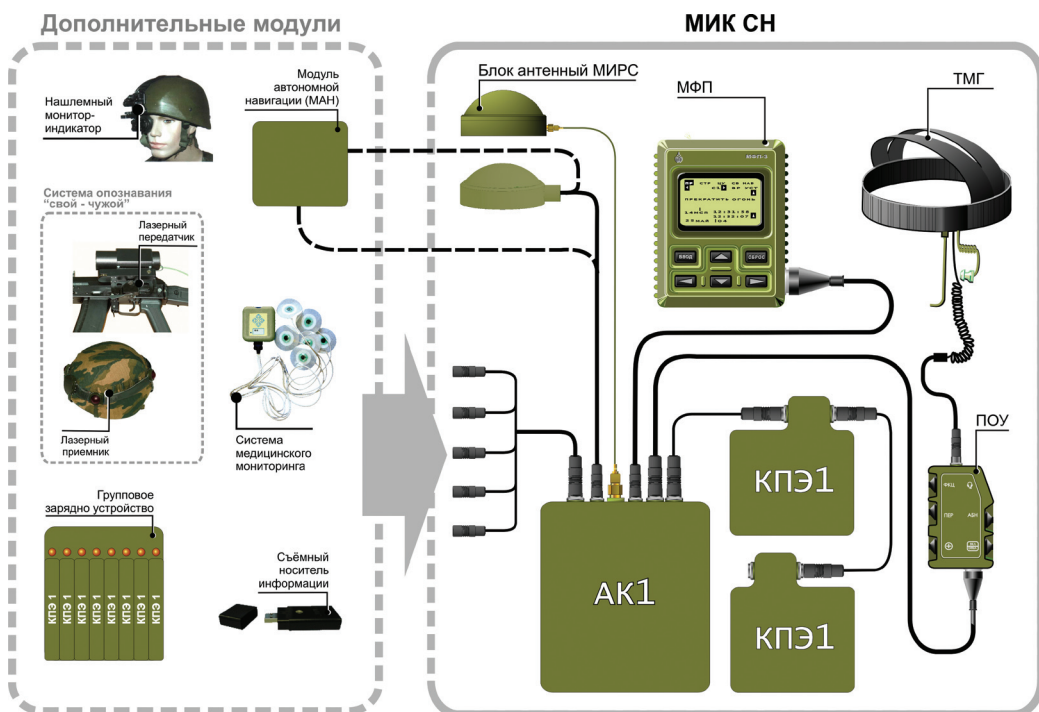 Дополнительные модули
Нашлемный
монитор-
индикатор
Модуль
автономной
навигации (МАН)
Система опознавания
"свой - чужой"
Лазерный
передатчик
Лазерный
приемник
Система
медицинского
мониторинга
Групповое
зарядно устройство
КПЭ 1
КПЭ 1
КПЭ 1
КПЭ 1
КПЭ 1
КПЭ 1
КПЭ 1
КПЭ 1
Съёмный
носитель
информации
МИК СН
Блок антенный МИРС
МФП
ПРЕКРАТИТЬ ОГОНЬ
ВВОД
СБРОС
ТМГ
ПОУ
ФКЦ
ПЕР
АБН
АК1
КПЭ1
КПЭ1